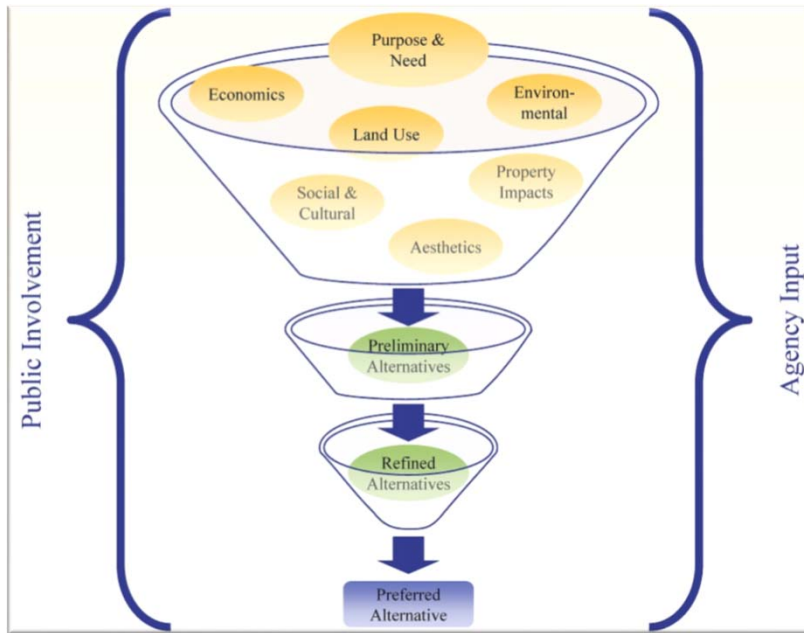 Purpose &
Need
Economics
Environ-
mental
Land Use
Property
Impacts
Social &
Cultural
Aesthetics
Preliminary
Alternatives
Refined
Alternatives
Preferred
Alternative
Public Involvement
Agency Input